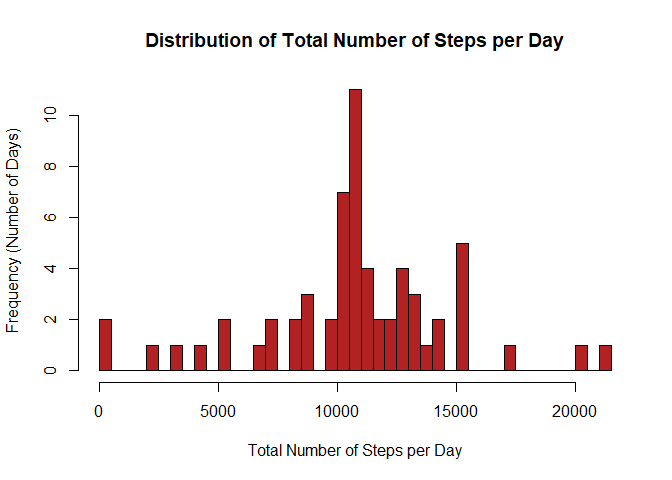 Distribution of Total Number of Steps per Day
Frequency (Number of Days)
10
8
6
4
2
0
0 5000 10000 15000 20000
Total Number of Steps per Day